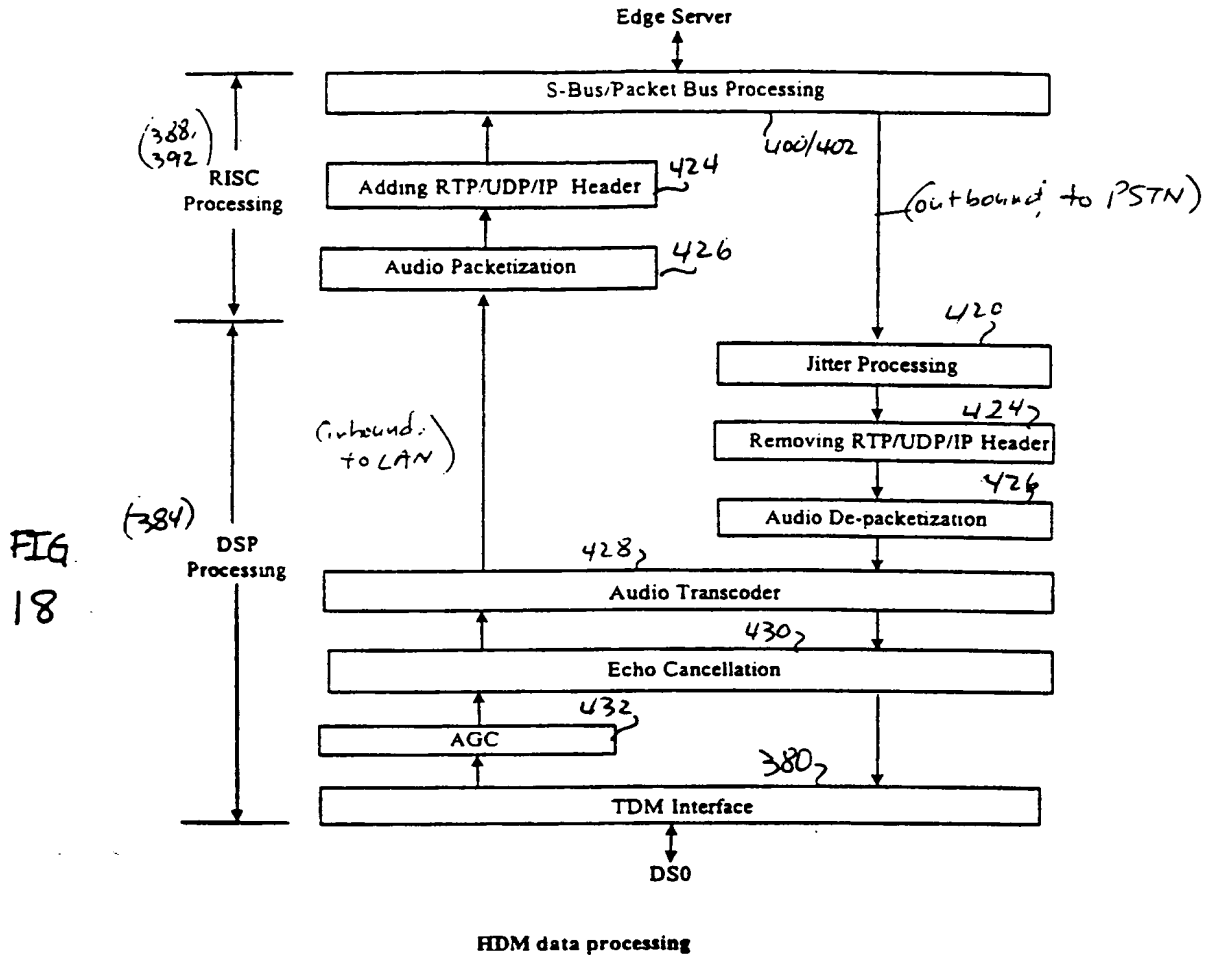 Edge Server
S-Bus/Packet Bus Processing
400/402
(388,
392)
RISC
Processing
Adding RTP/UDP/IP Header
424
(outbound, to PSTN)
Audio Packetization
426
420
Jitter Processing
424
Removing RTP/UDP/IP Header
(inbound,
to LAN)
426
Audio De-packetization
(384)
DSP
Processing
FIG.
18
428
Audio Transcoder
430
Echo Cancellation
432
AGC
380
TDM Interface
DS0
HDM data processing